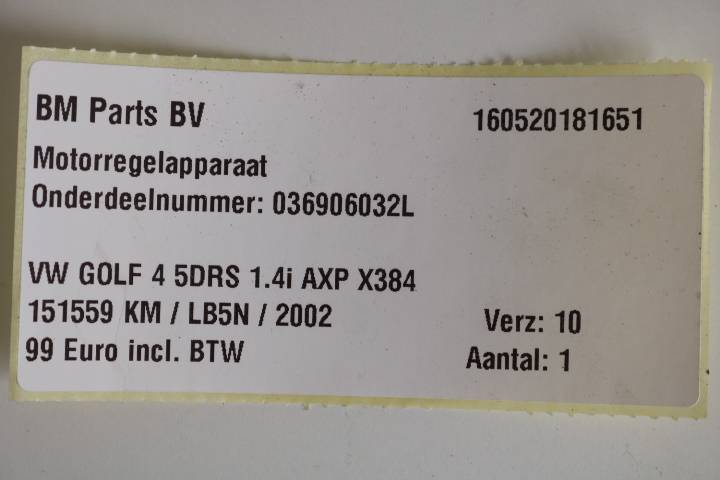 BM Parts BV 160520181651
Motorregelapparaat
Onderdeelnummer: 036906032L
VW GOLF 4 5DRS 1.4i AXP X384
151559 KM / LB5N / 2002 Verz: 10
99 Euro incl. BTW Aantal: 1